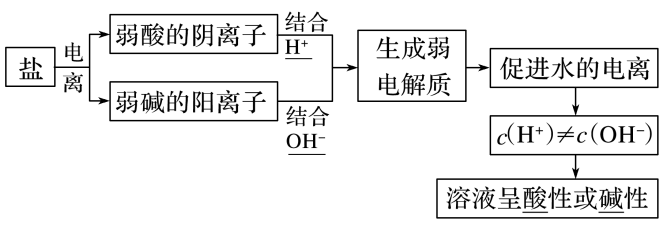 盐
电
离
弱酸的阴离子
结合
H⁺
弱碱的阳离子
结合
OH⁻
生成弱
电解质
促进水的电离
c(H⁺)≠c(OH⁻)
溶液呈酸性或碱性